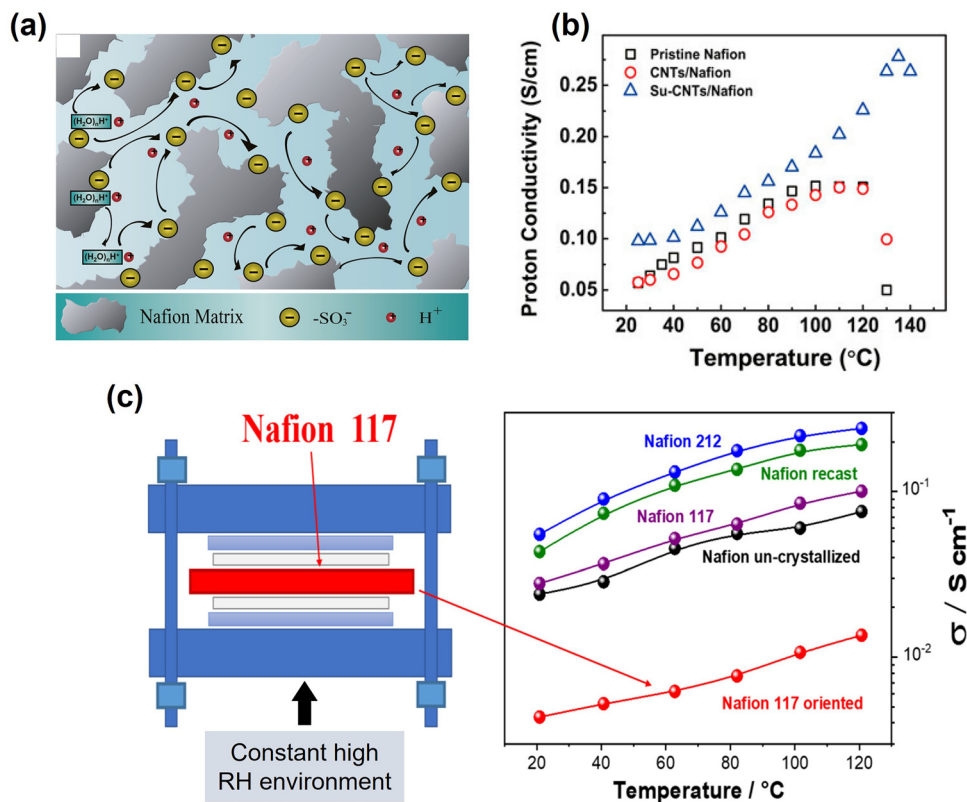 (a)
(H₂O)ₙH⁺
(H₂O)ₙH⁺
(H₂O)ₙH⁺
Nafion Matrix
-SO₃⁻
H⁺
(b)
Proton Conductivity (S/cm)
0.25
0.20
0.15
0.10
0.05
Pristine Nafion
CNTs/Nafion
Su-CNTs/Nafion
20 40 60 80 100 120 140
Temperature (°C)
(c)
Nafion 117
Constant high
RH environment
Nafion 212
Nafion recast
Nafion 117
Nafion un-crystallized
Nafion 117 oriented
10⁻¹
10⁻²
σ / S cm⁻¹
20 40 60 80 100 120
Temperature / °C